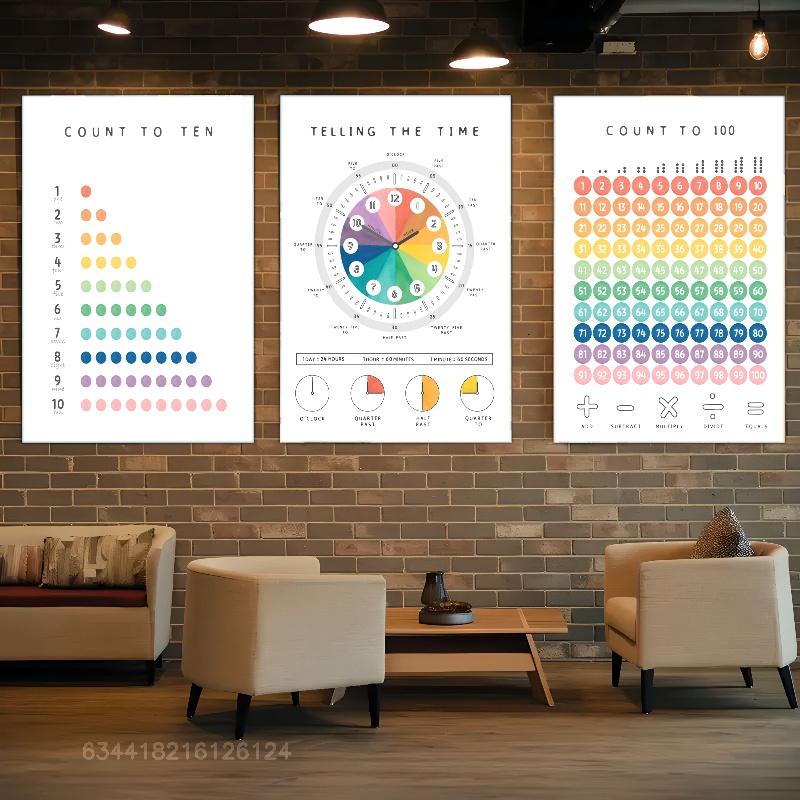 COUNT TO TEN
1
2
3
4
5
6
7
8
eight
9
nine
10
ten
TELLING THE TIME
O'CLOCK
FIVE TO
FIVE PAST
TEN TO
TEN PAST
QUARTER TO
QUARTER PAST
TWENTY TO
TWENTY PAST
TWENTY FIVE TO
TWENTY FIVE PAST
HALF PAST
60
05
15
30
12
1
2
3
4
5
6
7
8
9
10
11
1 DAY = 24 HOURS
1 HOUR = 60 MINUTES
1 MINUTE = 60 SECONDS
O'CLOCK
QUARTER PAST
HALF PAST
QUARTER TO
COUNT TO 100
1 2 3 4 5 6 7 8 9 10
11 12 13 14 15 16 17 18 19 20
21 22 23 24 25 26 27 28 29 30
31 32 33 34 35 36 37 38 39 40
41 42 43 44 45 46 47 48 49 50
51 52 53 54 55 56 57 58 59 60
61 62 63 64 65 66 67 68 69 70
71 72 73 74 75 76 77 78 79 80
81 82 83 84 85 86 87 88 89 90
91 92 93 94 95 96 97 98 99 100
ADD SUBTRACT MULTIPLY DIVIDE EQUALS
634418216126124